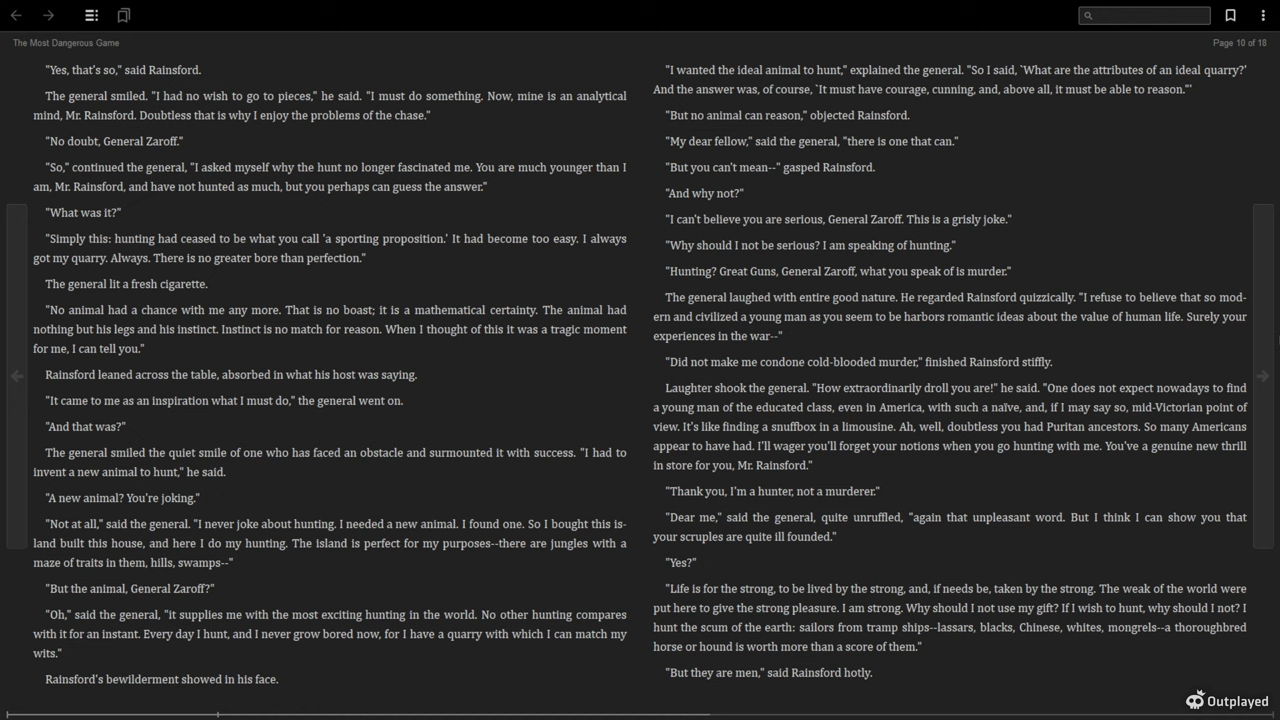 The Most Dangerous Game
Page 10 of 18
"Yes, that's so," said Rainsford.
The general smiled. "I had no wish to go to pieces," he said. "I must do something. Now, mine is an analytical
mind, Mr. Rainsford. Doubtless that is why I enjoy the problems of the chase."
"No doubt, General Zaroff."
"So," continued the general, "I asked myself why the hunt no longer fascinated me. You are much younger than I
am, Mr. Rainsford, and have not hunted as much, but you perhaps can guess the answer."
"What was it?"
"Simply this: hunting had ceased to be what you call 'a sporting proposition.' It had become too easy. I always
got my quarry. Always. There is no greater bore than perfection."
The general lit a fresh cigarette.
"No animal had a chance with me any more. That is no boast; it is a mathematical certainty. The animal had
nothing but his legs and his instinct. Instinct is no match for reason. When I thought of this it was a tragic moment
for me, I can tell you."
Rainsford leaned across the table, absorbed in what his host was saying.
"It came to me as an inspiration what I must do," the general went on.
"And that was?"
The general smiled the quiet smile of one who has faced an obstacle and surmounted it with success. "I had to
invent a new animal to hunt," he said.
"A new animal? You're joking."
"Not at all," said the general. "I never joke about hunting. I needed a new animal. I found one. So I bought this is-
land built this house, and here I do my hunting. The island is perfect for my purposes--there are jungles with a
maze of traits in them, hills, swamps--"
"But the animal, General Zaroff?"
"Oh," said the general, "it supplies me with the most exciting hunting in the world. No other hunting compares
with it for an instant. Every day I hunt, and I never grow bored now, for I have a quarry with which I can match my
wits."
Rainsford's bewilderment showed in his face.
"I wanted the ideal animal to hunt," explained the general. "So I said, `What are the attributes of an ideal quarry?'
And the answer was, of course, `It must have courage, cunning, and, above all, it must be able to reason."'
"But no animal can reason," objected Rainsford.
"My dear fellow," said the general, "there is one that can."
"But you can't mean--" gasped Rainsford.
"And why not?"
"I can't believe you are serious, General Zaroff. This is a grisly joke."
"Why should I not be serious? I am speaking of hunting."
"Hunting? Great Guns, General Zaroff, what you speak of is murder."
The general laughed with entire good nature. He regarded Rainsford quizzically. "I refuse to believe that so mod-
ern and civilized a young man as you seem to be harbors romantic ideas about the value of human life. Surely your
experiences in the war--"
"Did not make me condone cold-blooded murder," finished Rainsford stiffly.
Laughter shook the general. "How extraordinarily droll you are!" he said. "One does not expect nowadays to find
a young man of the educated class, even in America, with such a naïve, and, if I may say so, mid-Victorian point of
view. It's like finding a snuffbox in a limousine. Ah, well, doubtless you had Puritan ancestors. So many Americans
appear to have had. I'll wager you'll forget your notions when you go hunting with me. You've a genuine new thrill
in store for you, Mr. Rainsford."
"Thank you, I'm a hunter, not a murderer."
"Dear me," said the general, quite unruffled, "again that unpleasant word. But I think I can show you that
your scruples are quite ill founded."
"Yes?"
"Life is for the strong, to be lived by the strong, and, if needs be, taken by the strong. The weak of the world were
put here to give the strong pleasure. I am strong. Why should I not use my gift? If I wish to hunt, why should I not? I
hunt the scum of the earth: sailors from tramp ships--lassars, blacks, Chinese, whites, mongrels--a thoroughbred
horse or hound is worth more than a score of them."
"But they are men," said Rainsford hotly.
Outplayed